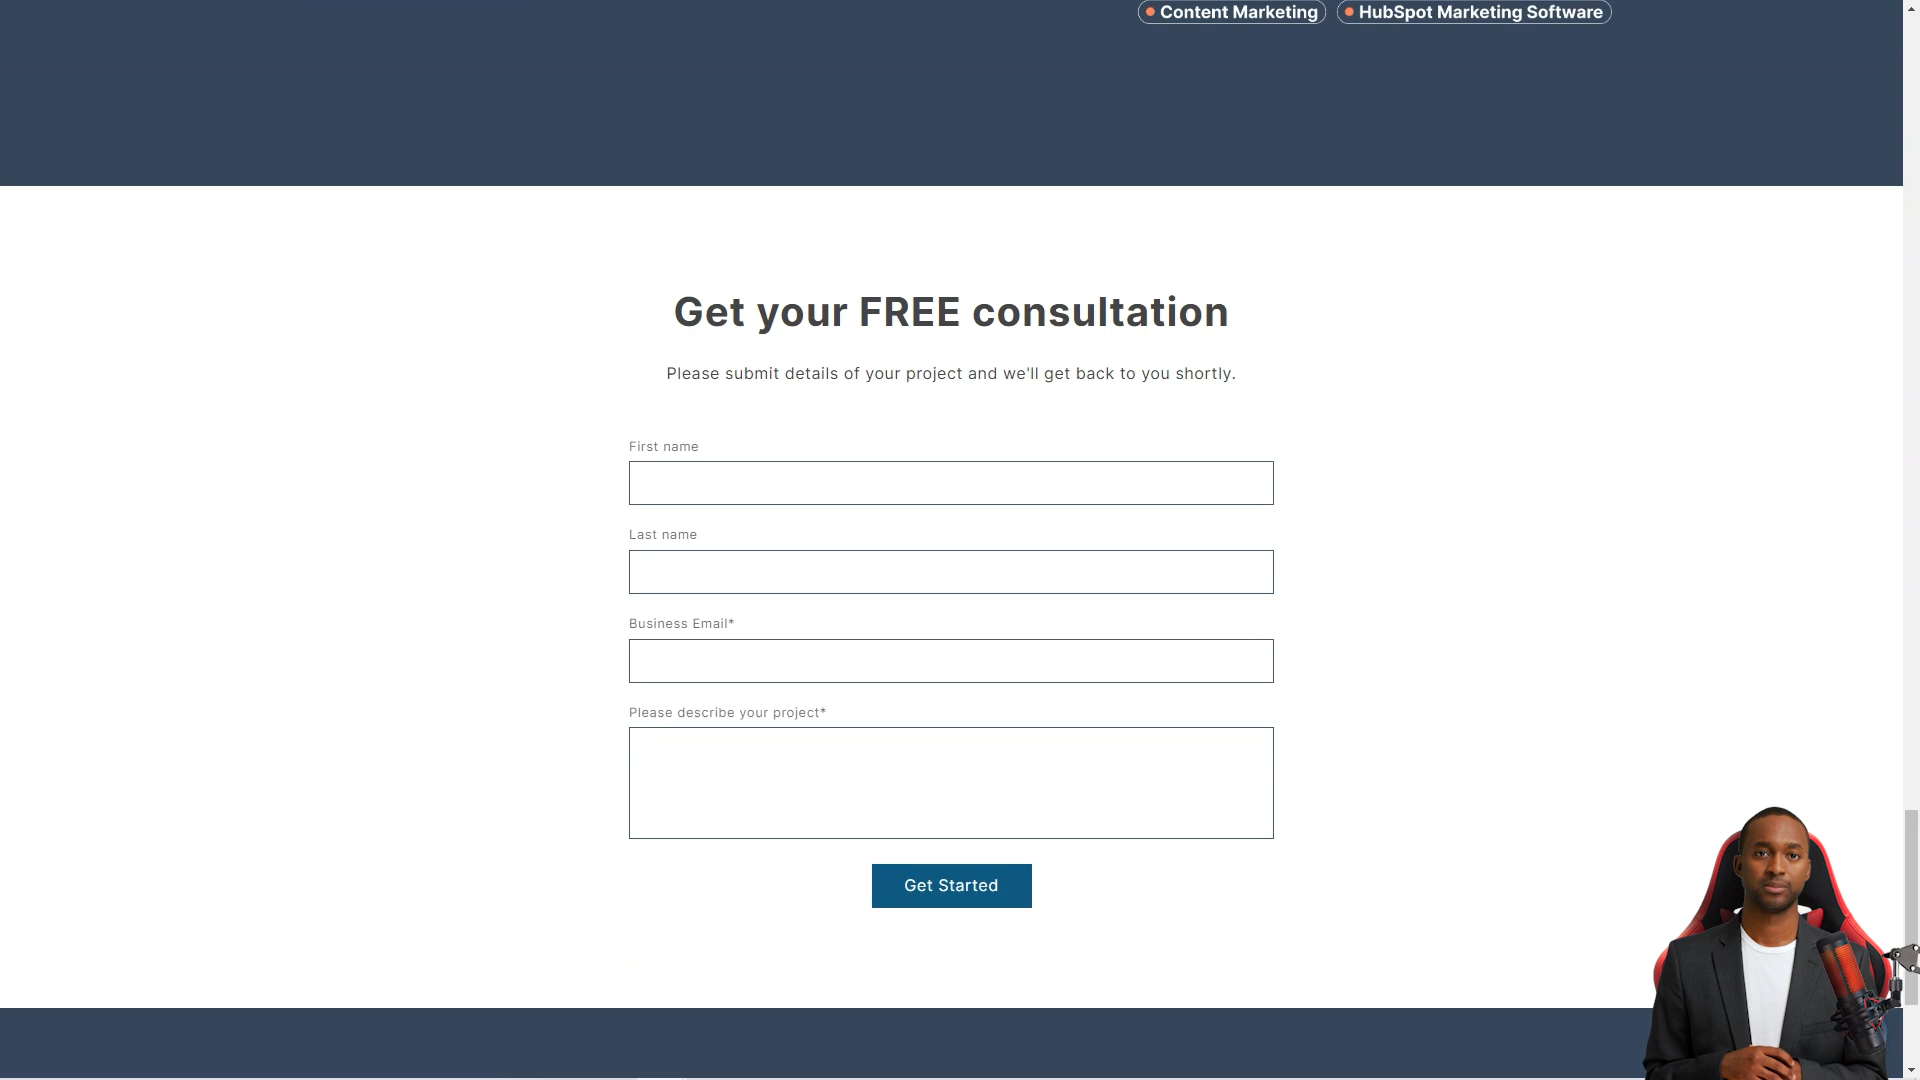 Content Marketing HubSpot Marketing Software
Get your FREE consultation
Please submit details of your project and we'll get back to you shortly.
First name
Last name
Business Email*
Please describe your project*
Get Started